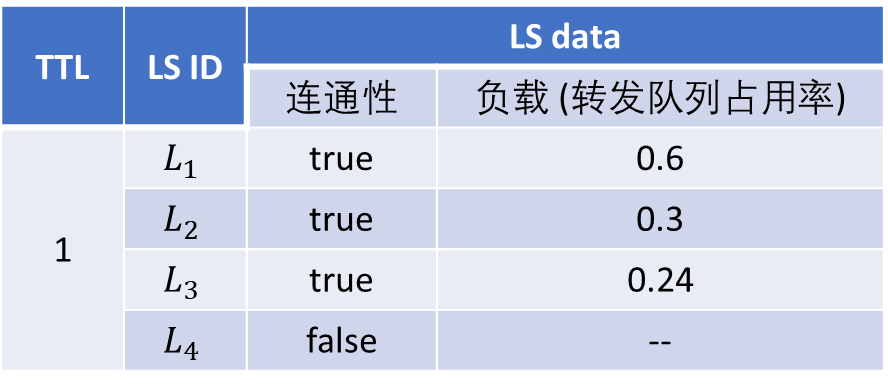 TTL LS ID LS data
连通性 负载 (转发队列占用率)
1
L₁ true 0.6
L₂ true 0.3
L₃ true 0.24
L₄ false --